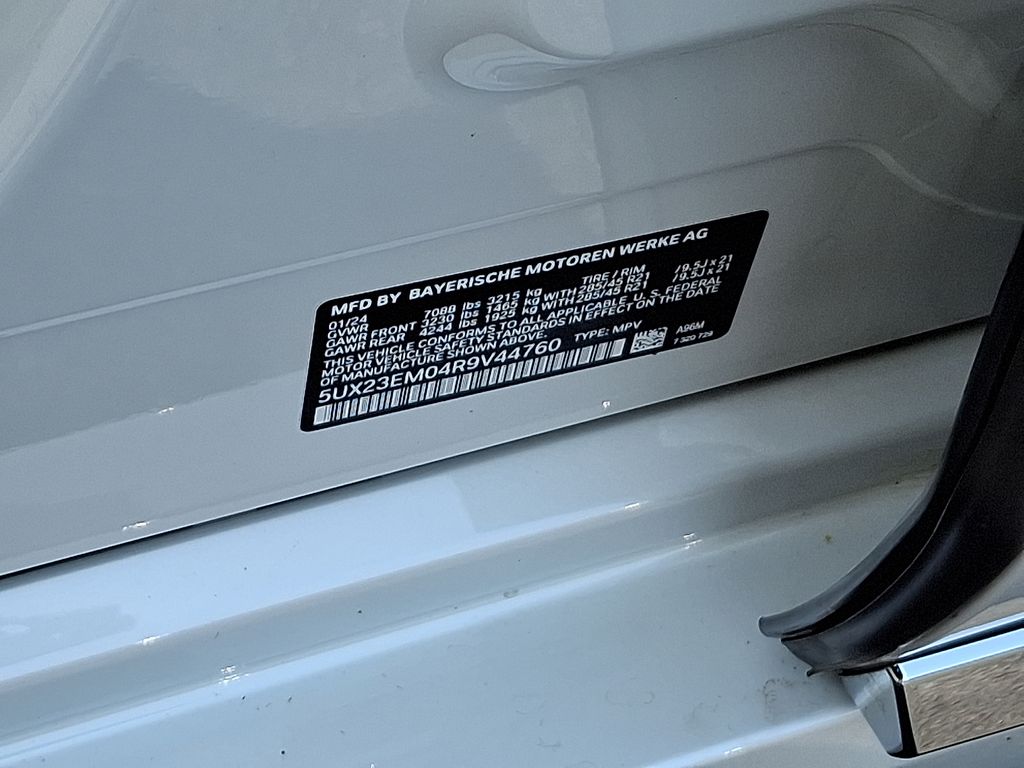 MFD BY BAYERISCHE MOTOREN WERKE AG
01/24 TIRE / RIM
GVWR 7088 lbs 3215 kg
GAWR FRONT 3230 lbs 1465 kg WITH 285/45 R21 / 9.5J x 21
GAWR REAR 4244 lbs 1925 kg WITH 285/45 R21 / 9.5J x 21
THIS VEHICLE CONFORMS TO ALL APPLICABLE U. S. FEDERAL
MOTOR VEHICLE SAFETY STANDARDS IN EFFECT ON THE DATE
OF MANUFACTURE SHOWN ABOVE.
5UX23EM04R9V44760 TYPE: MPV A96M
7 320 729